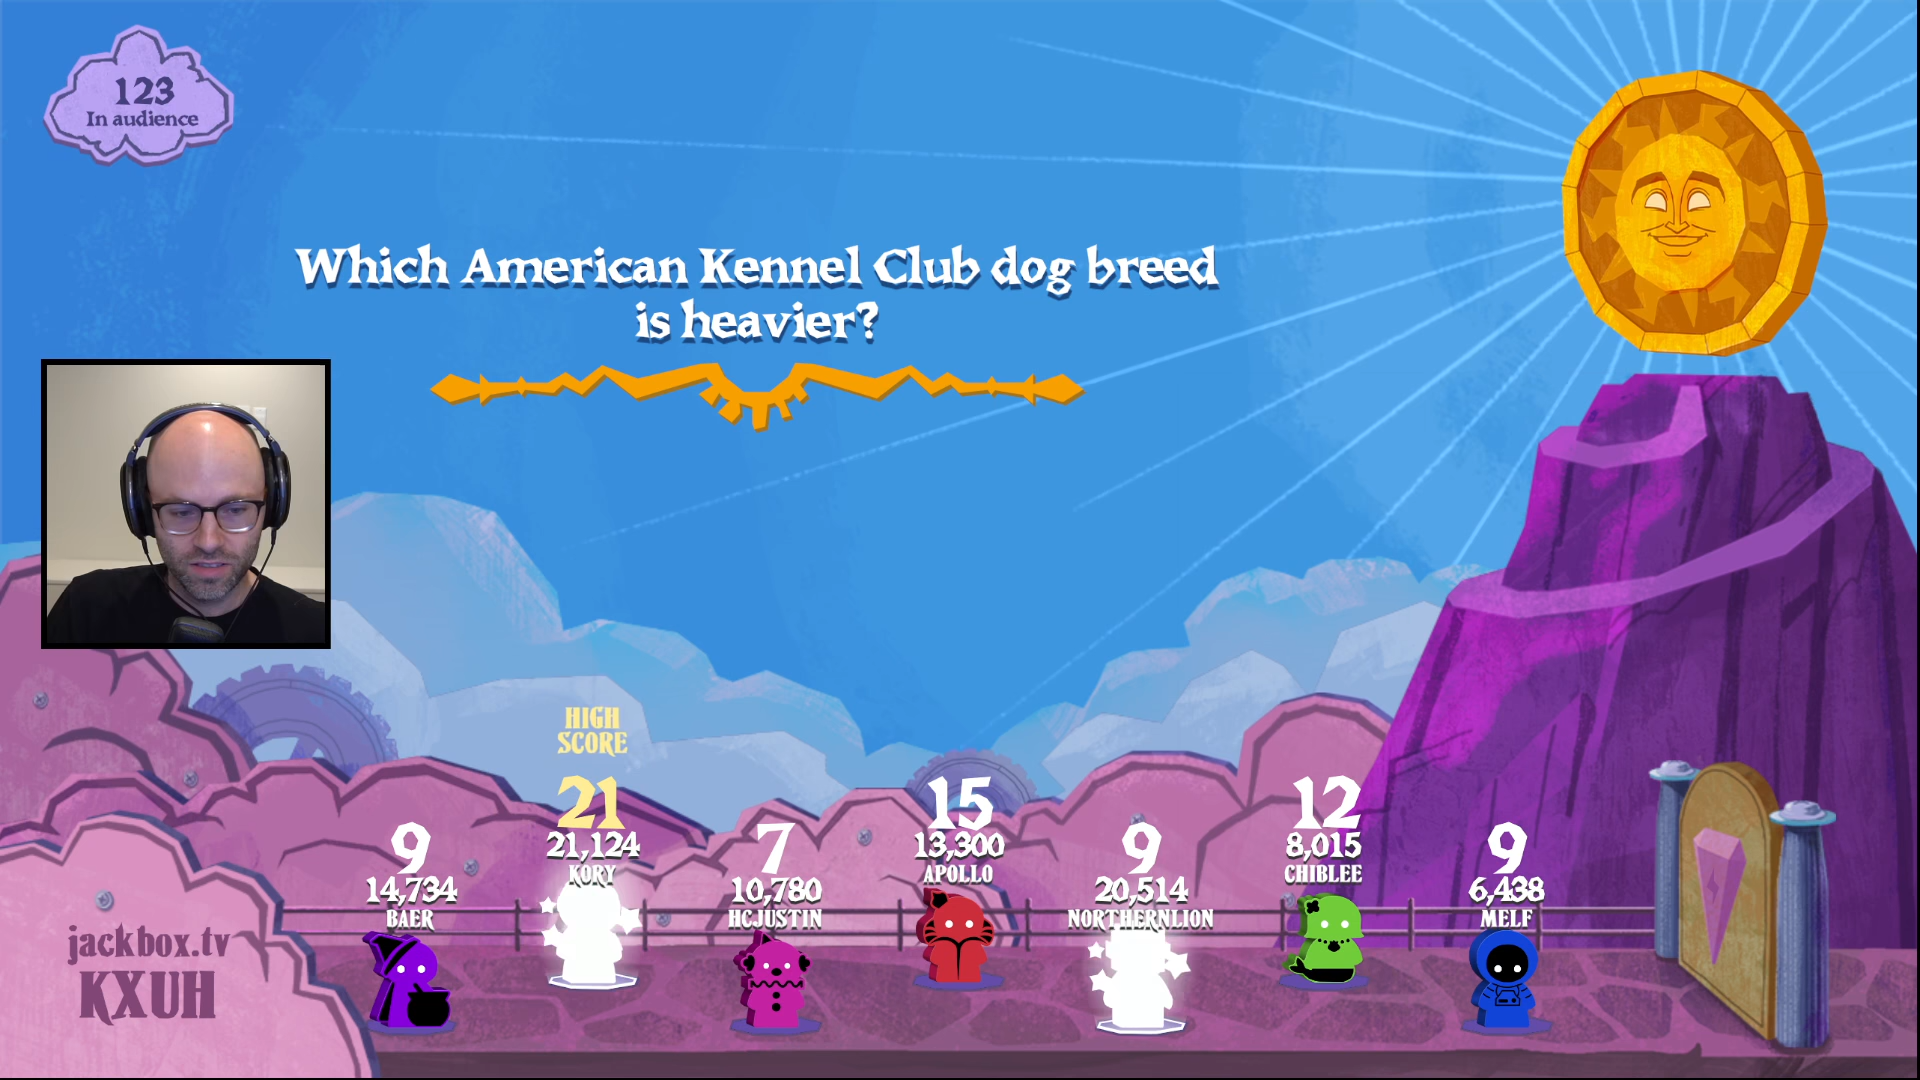 123
In audience
Which American Kennel Club dog breed
is heavier?
HIGH
SCORE
9
14,734
BAER
21
21,124
KORY
7
10,780
HCJUSTIN
15
13,300
APOLLO
9
20,514
NORTHERNLION
12
8,015
CHIBLEE
9
6,438
MELF
jackbox.tv
KXUH